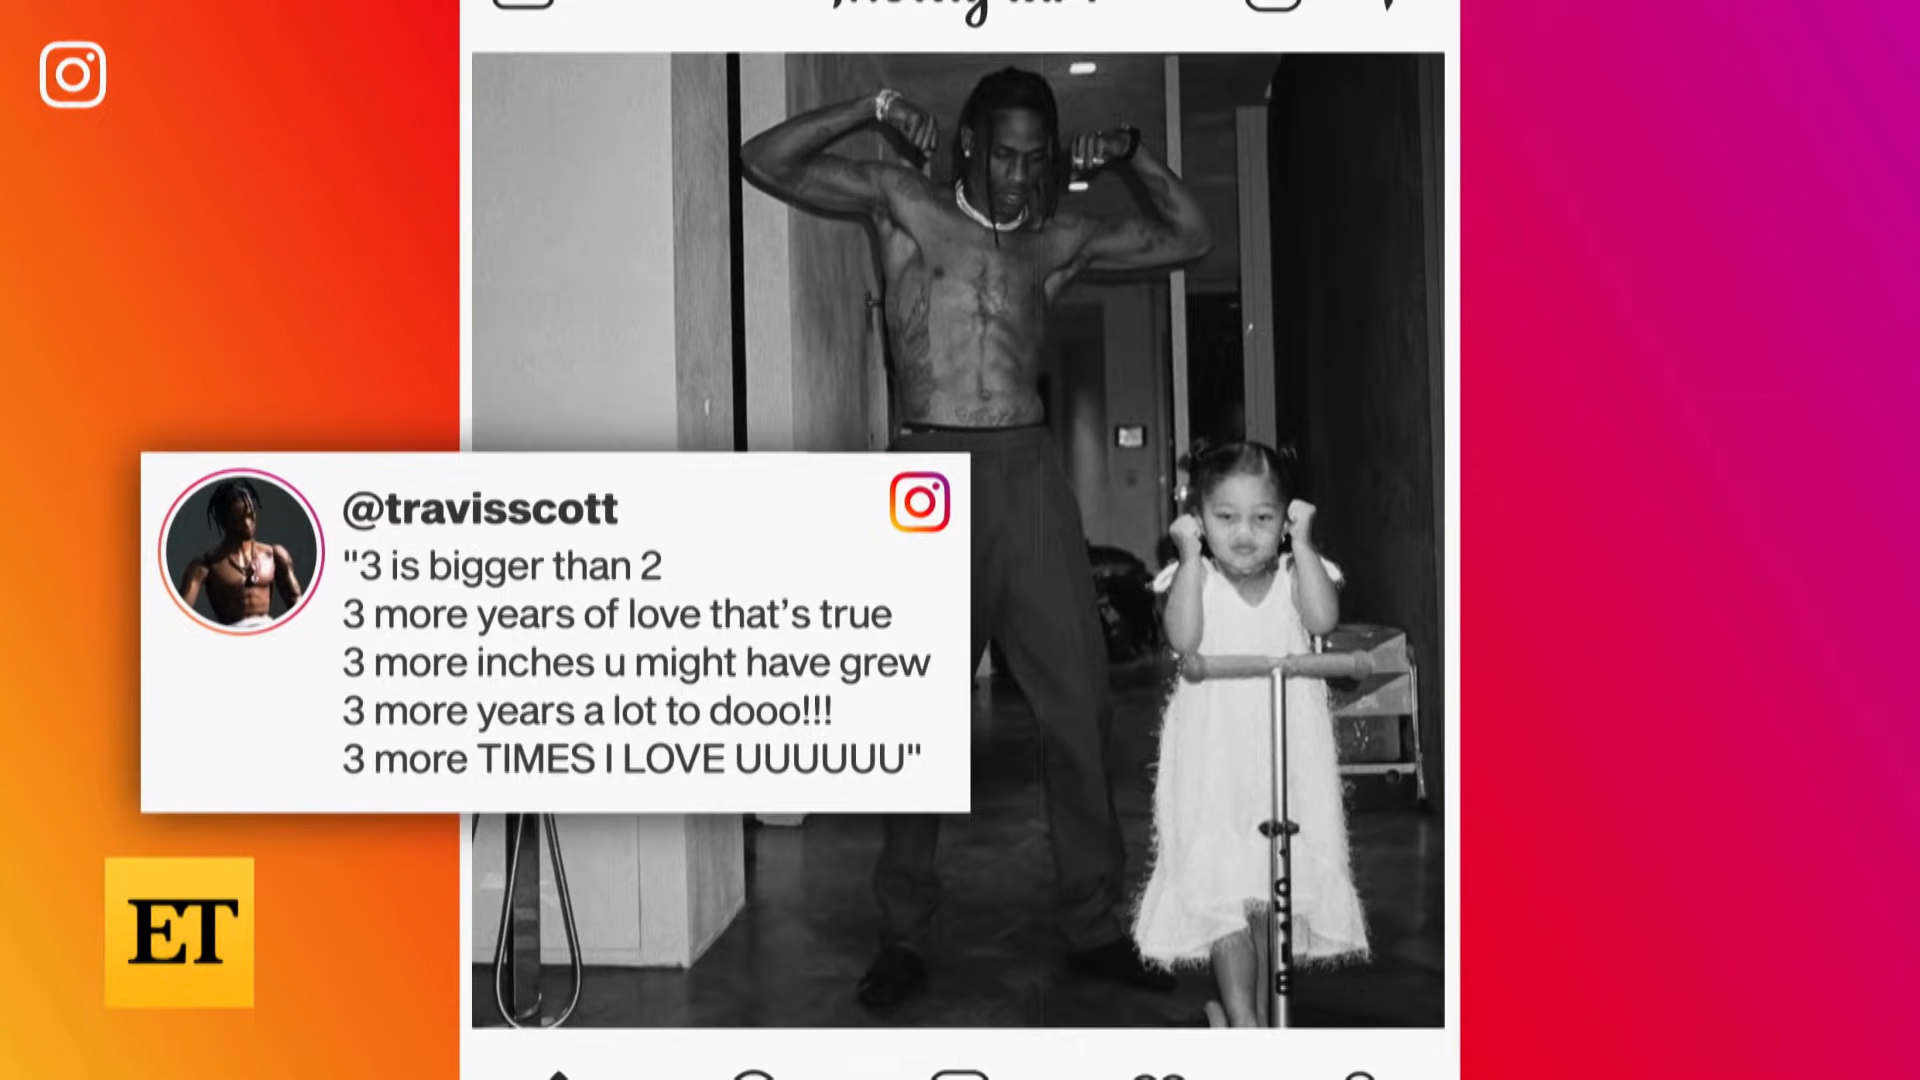 @travisscott
"3 is bigger than 2
3 more years of love that’s true
3 more inches u might have grew
3 more years a lot to dooo!!!
3 more TIMES I LOVE UUUUUU"
ET